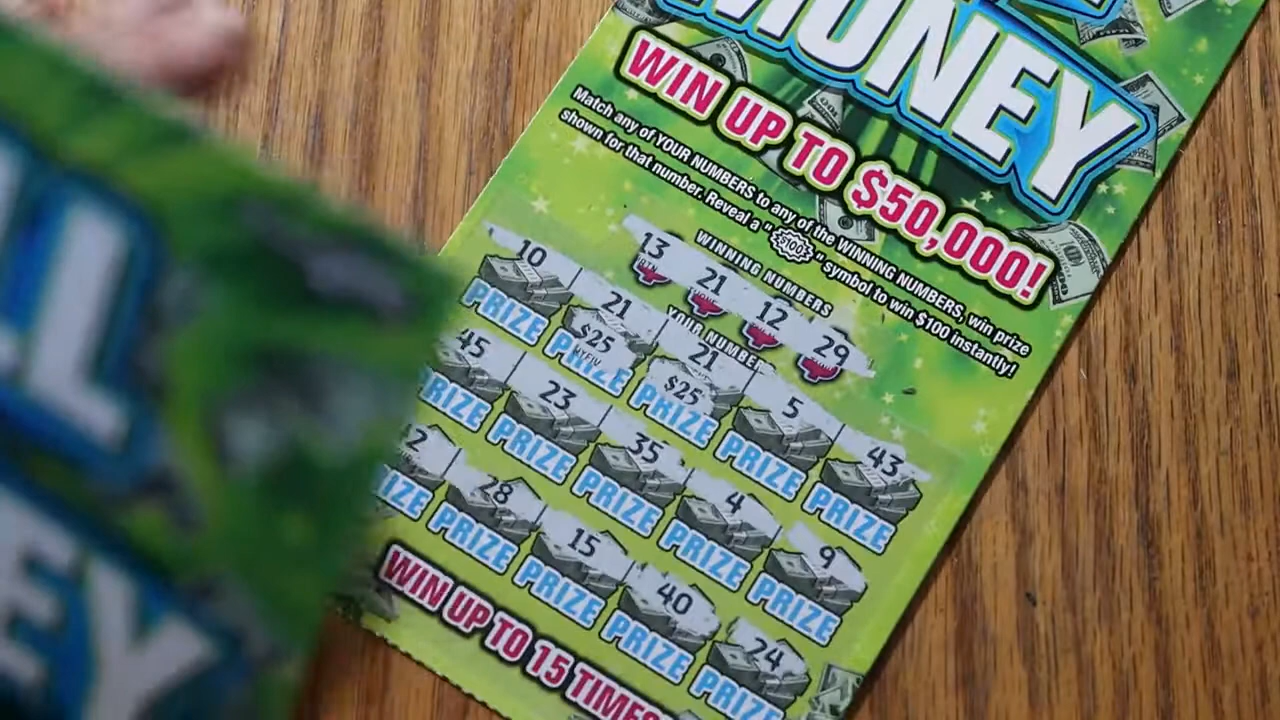 MONEY
WIN UP TO $50,000!
Match any of YOUR NUMBERS to any of the WINNING NUMBERS, win prize
shown for that number. Reveal a " $100 " symbol to win $100 instantly!
WINNING NUMBERS
13 21 12 29
YOUR NUMBER
10 21 21 5 43
$25 $25
PRIZE PRIZE PRIZE PRIZE PRIZE
45 23 35 4 9
RIZE PRIZE PRIZE PRIZE PRIZE
2 28 15 40 24
IZE PRIZE PRIZE PRIZE PRIZE
WIN UP TO 15 TIMES
L
EY